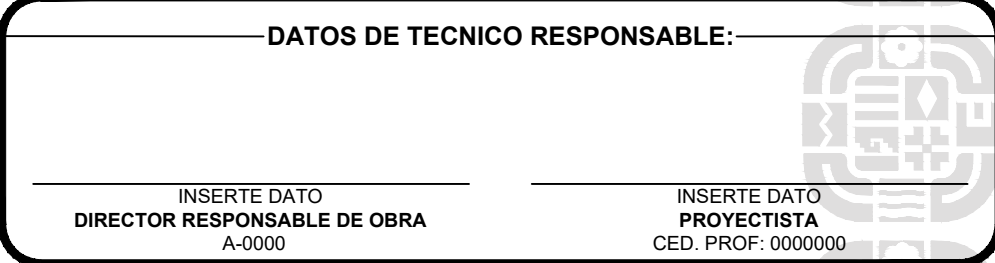 DATOS DE TECNICO RESPONSABLE:
INSERTE DATO
DIRECTOR RESPONSABLE DE OBRA
A-0000
INSERTE DATO
PROYECTISTA
CED. PROF: 0000000